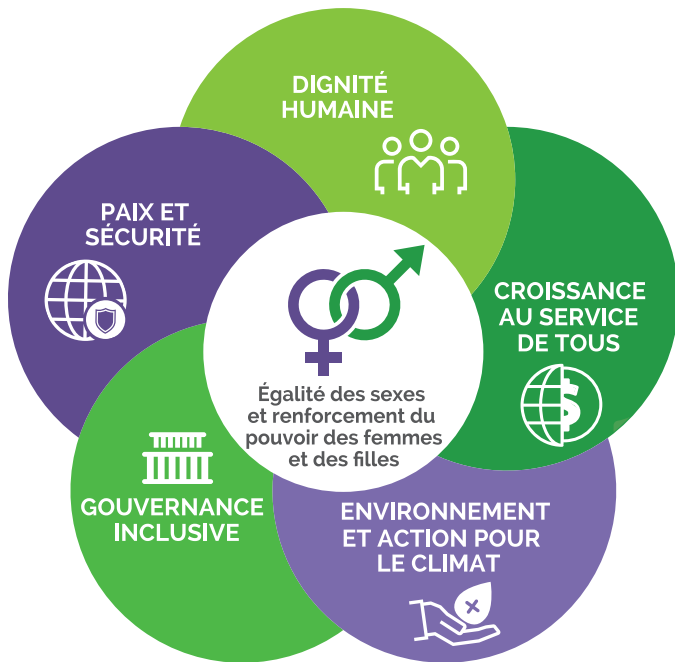 DIGNITÉ
HUMAINE
PAIX ET
SÉCURITÉ
CROISSANCE
AU SERVICE
DE TOUS
$
Égalité des sexes
et renforcement du
pouvoir des femmes
et des filles
GOUVERNANCE
INCLUSIVE
ENVIRONNEMENT
ET ACTION POUR
LE CLIMAT